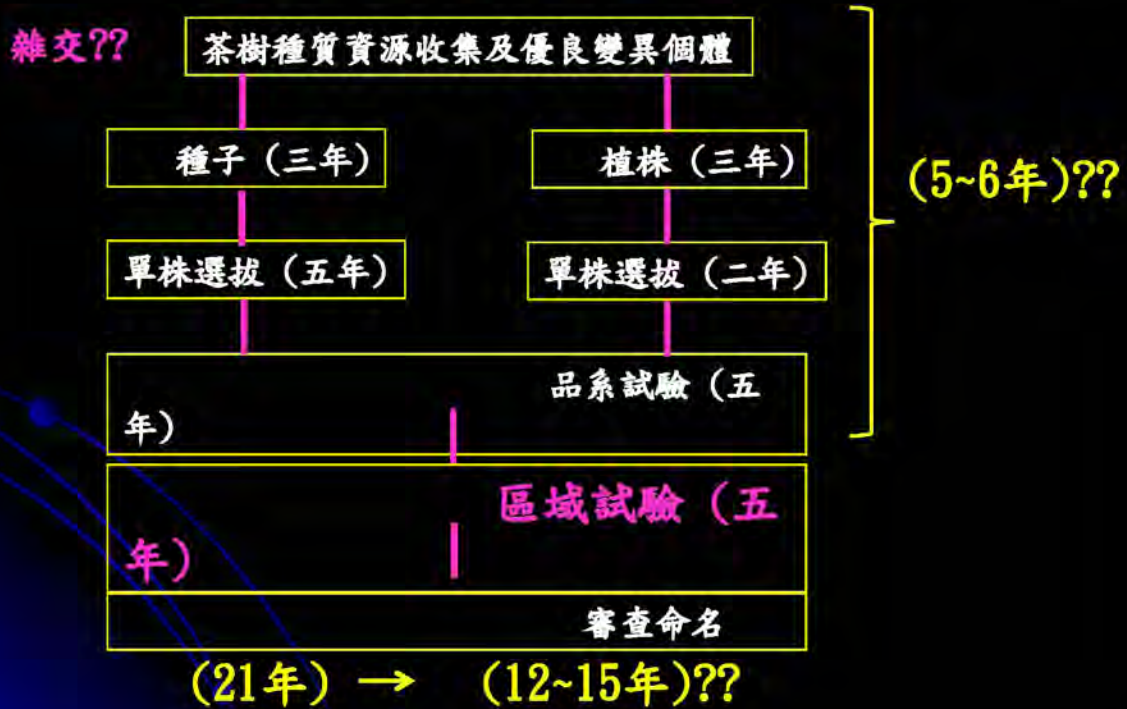 雜交??
茶樹種質資源收集及優良變異個體
種子（三年）
植株（三年）
(5~6年)??
單株選拔（五年）
單株選拔（二年）
品系試驗（五
年）
區域試驗（五
年）
審查命名
(21年) → (12~15年)??